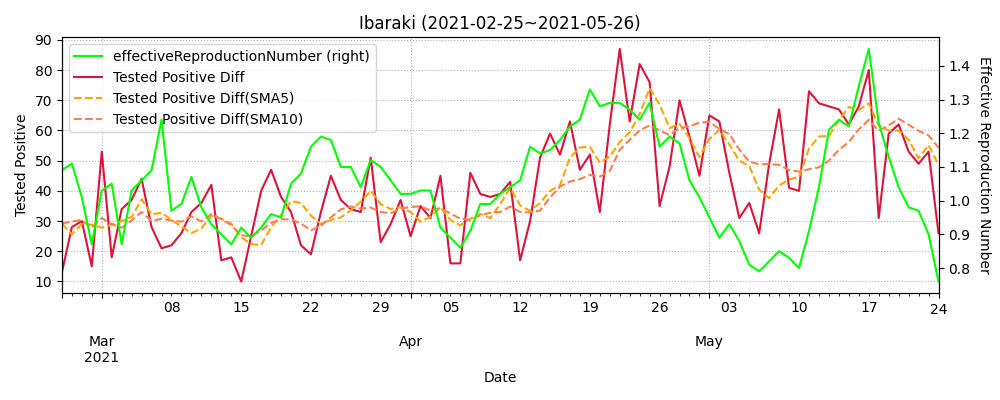 Ibaraki (2021-02-25~2021-05-26)
90
80
70
60
50
40
30
20
10
Tested Positive
effectiveReproductionNumber (right)
Tested Positive Diff
Tested Positive Diff(SMA5)
Tested Positive Diff(SMA10)
1.4
1.3
1.2
1.1
1.0
0.9
0.8
Effective Reproduction Number
08 15 22 29 05 12 19 26 03 10 17 24
Mar Apr May
2021
Date